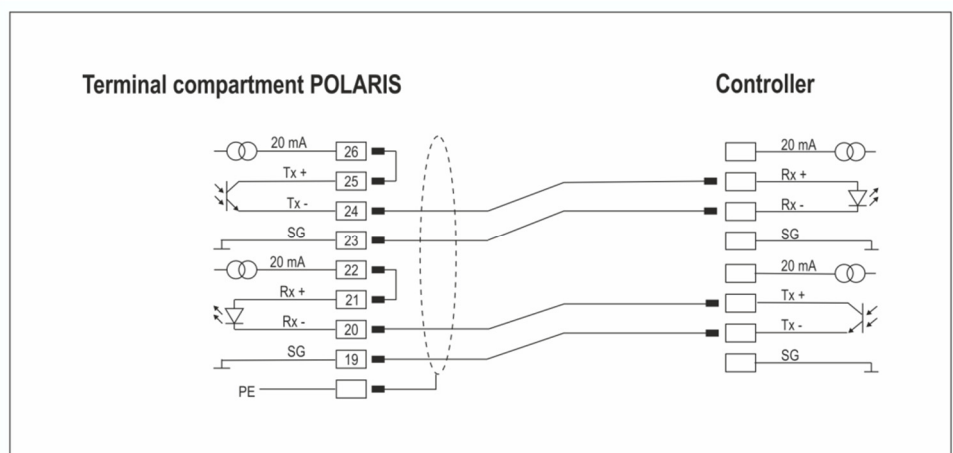 Terminal compartment POLARIS
Controller
20 mA 26
Tx + 25
Tx - 24
SG 23
20 mA 22
Rx + 21
Rx - 20
SG 19
PE
20 mA
Rx +
Rx -
SG
20 mA
Tx +
Tx -
SG